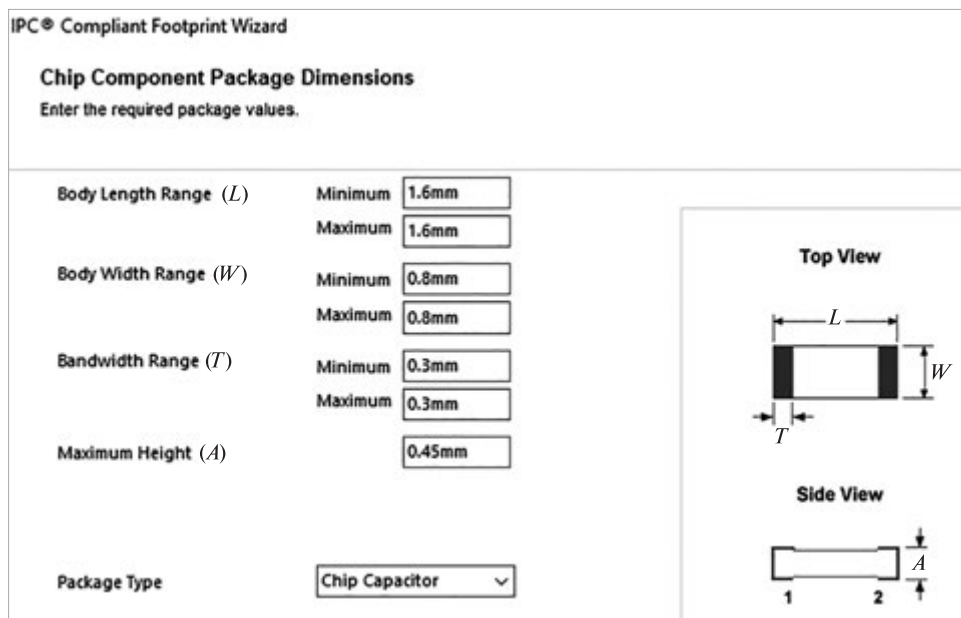 IPC® Compliant Footprint Wizard
Chip Component Package Dimensions
Enter the required package values.
Body Length Range (L)
Minimum 1.6mm
Maximum 1.6mm
Body Width Range (W)
Minimum 0.8mm
Maximum 0.8mm
Bandwidth Range (T)
Minimum 0.3mm
Maximum 0.3mm
Maximum Height (A)
0.45mm
Package Type
Chip Capacitor
Top View
L
W
T
Side View
A
1 2